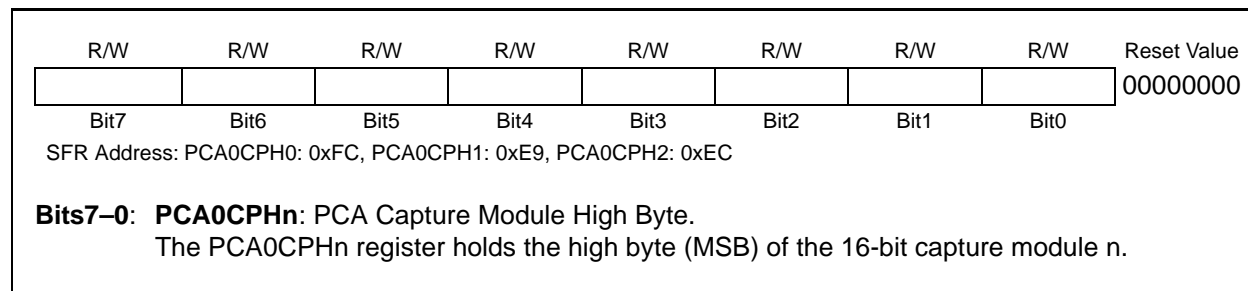 R/W R/W R/W R/W R/W R/W R/W R/W Reset Value
00000000
Bit7 Bit6 Bit5 Bit4 Bit3 Bit2 Bit1 Bit0
SFR Address: PCA0CPH0: 0xFC, PCA0CPH1: 0xE9, PCA0CPH2: 0xEC
Bits7–0: PCA0CPHn: PCA Capture Module High Byte.
The PCA0CPHn register holds the high byte (MSB) of the 16-bit capture module n.